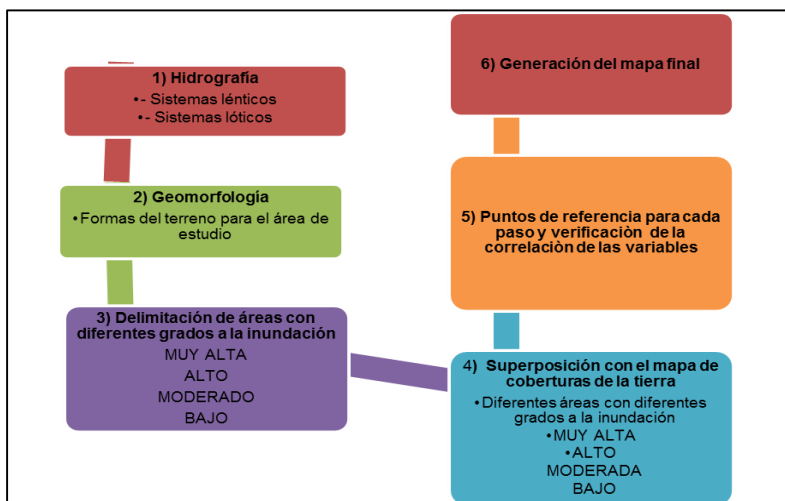 1) Hidrografía
•- Sistemas lénticos
•- Sistemas lóticos
2) Geomorfología
•Formas del terreno para el área de
estudio
3) Delimitación de áreas con
diferentes grados a la inundación
MUY ALTA
ALTO
MODERADO
BAJO
4) Superposición con el mapa de
coberturas de la tierra
•Diferentes áreas con diferentes
grados a la inundación
•MUY ALTA
•ALTO
MODERADA
BAJO
5) Puntos de referencia para cada
paso y verificaciòn de la
correlaciòn de las variables
6) Generación del mapa final